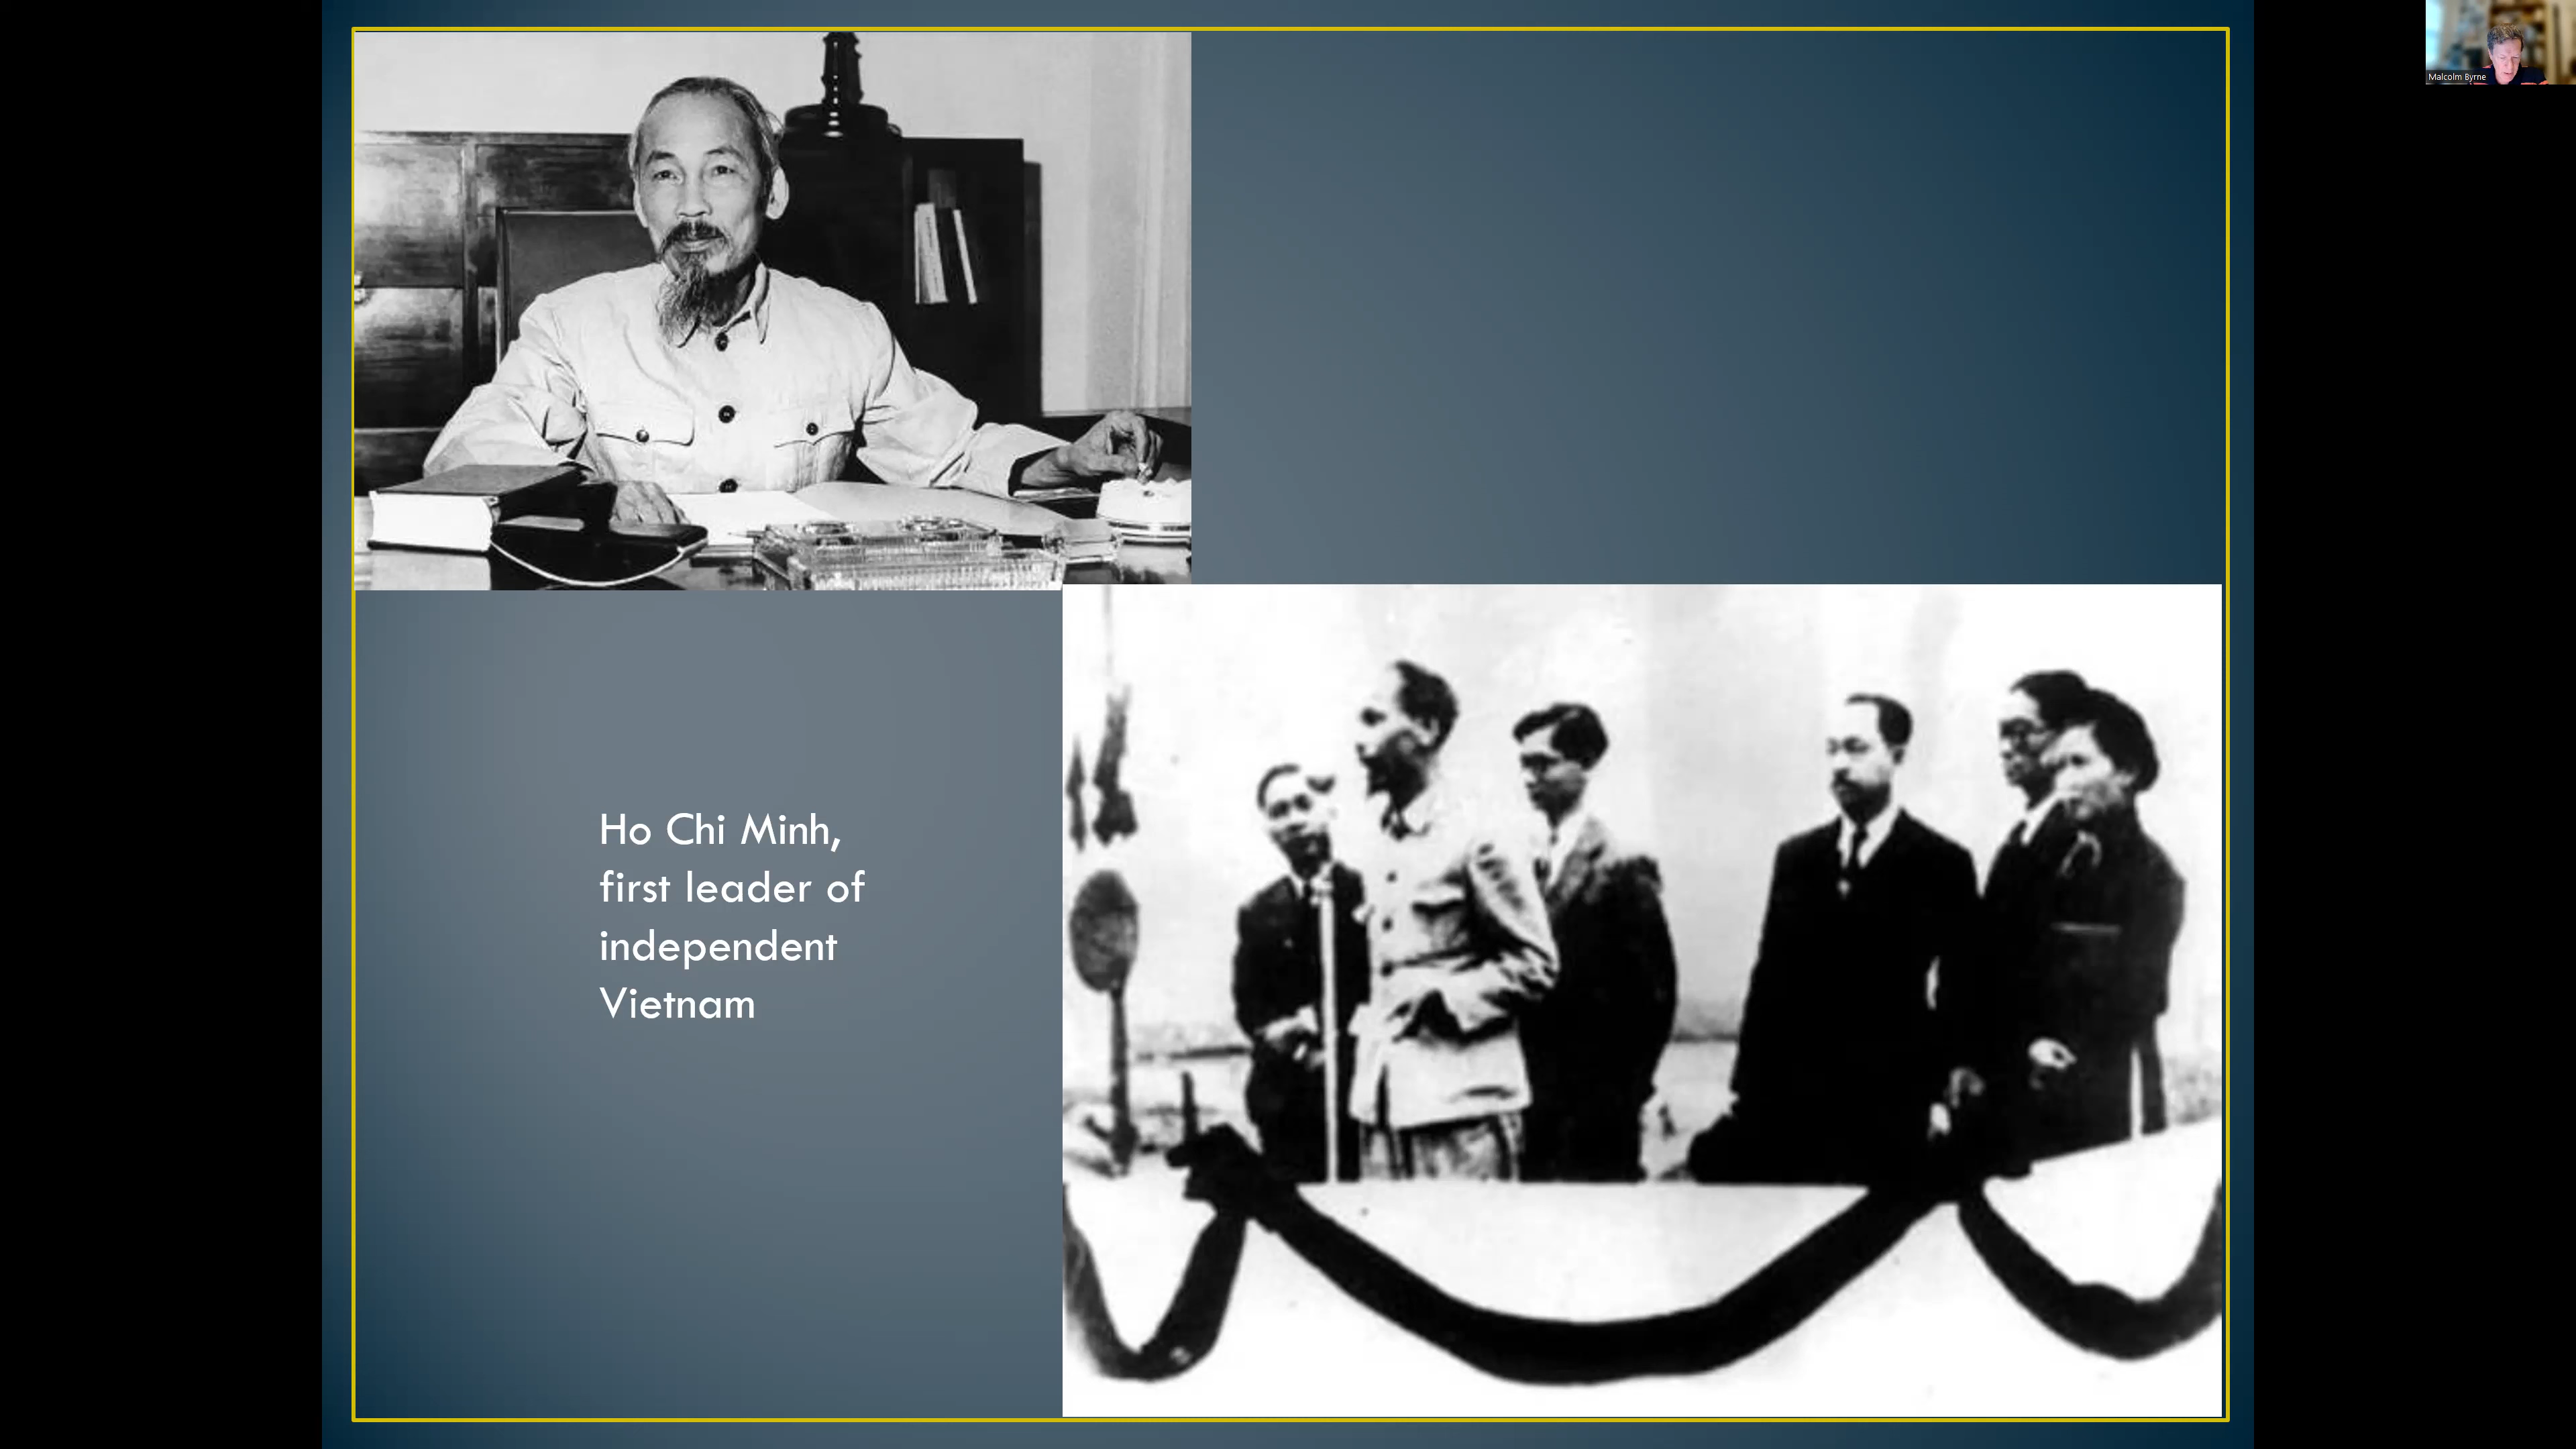 Malcolm Byrne
Ho Chi Minh,
first leader of
independent
Vietnam